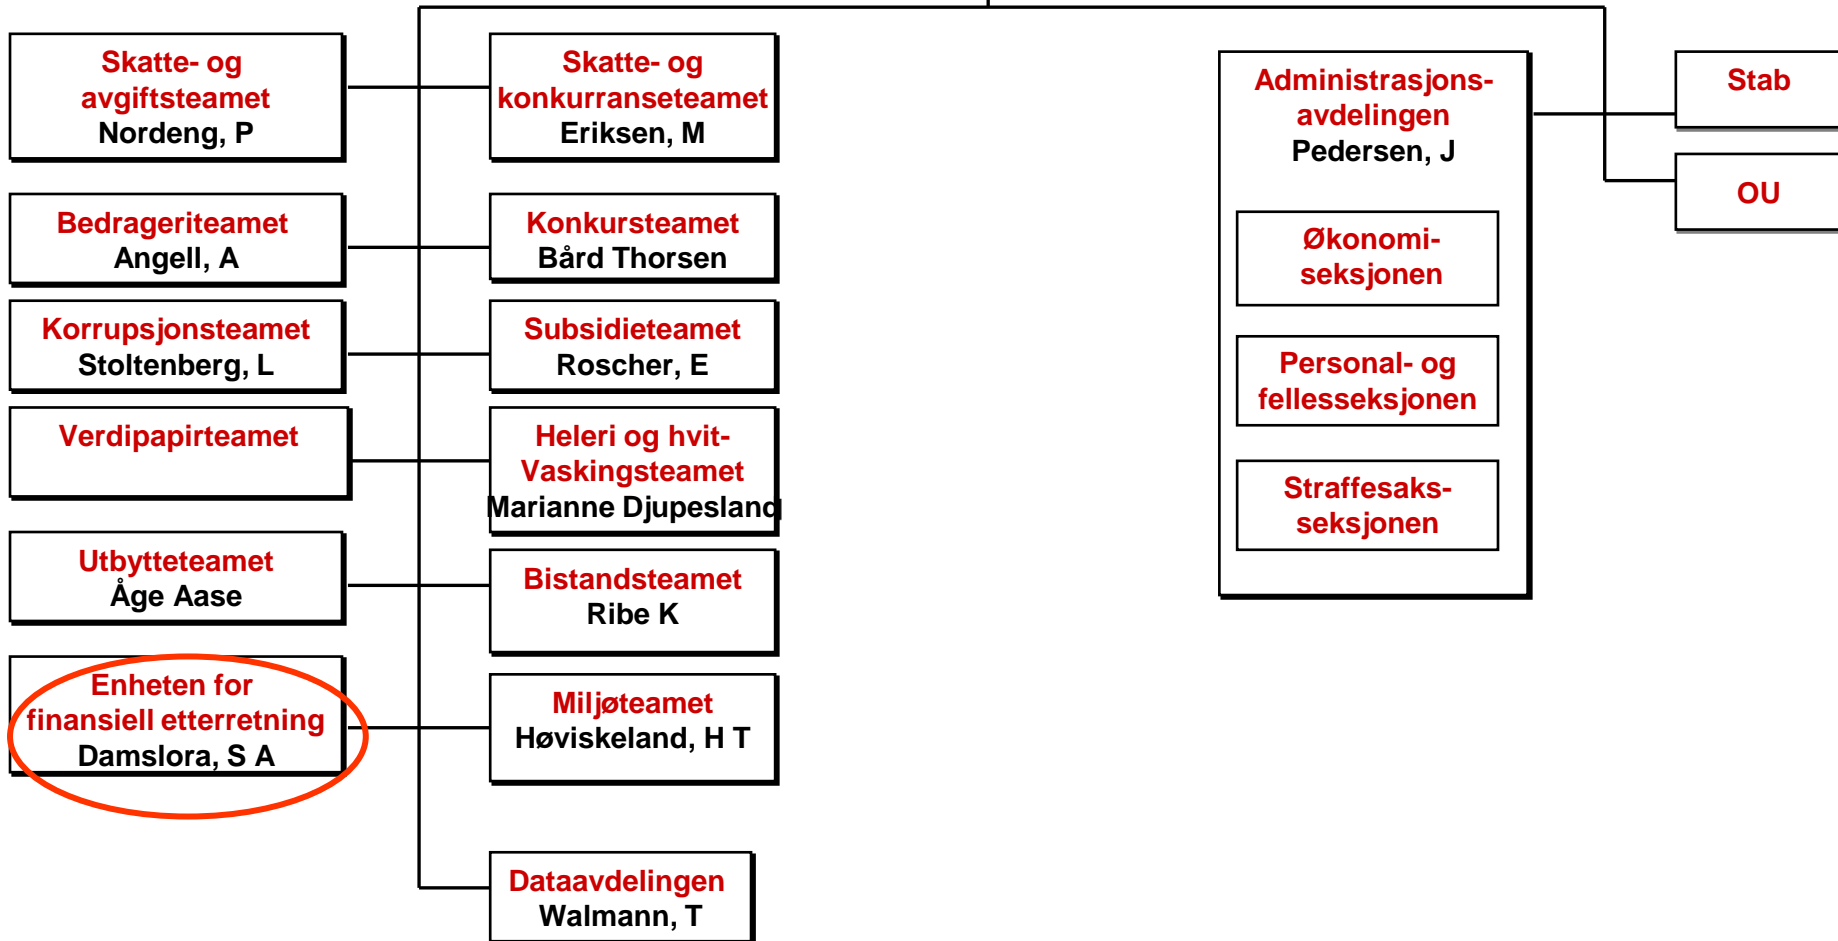 Skatte- og
avgiftsteamet
Nordeng, P
Skatte- og
konkurranseteamet
Eriksen, M
Bedrageriteamet
Angell, A
Konkursteamet
Bård Thorsen
Korrupsjonsteamet
Stoltenberg, L
Subsidieteamet
Roscher, E
Verdipapirteamet
Heleri og hvit-
Vaskingsteamet
Marianne Djupesland
Utbytteteamet
Åge Aase
Bistandsteamet
Ribe K
Enheten for
finansiell etterretning
Damslora, S A
Miljøteamet
Høviskeland, H T
Dataavdelingen
Walmann, T
Administrasjons-
avdelingen
Pedersen, J
Økonomi-
seksjonen
Personal- og
fellesseksjonen
Straffesaks-
seksjonen
Stab
OU